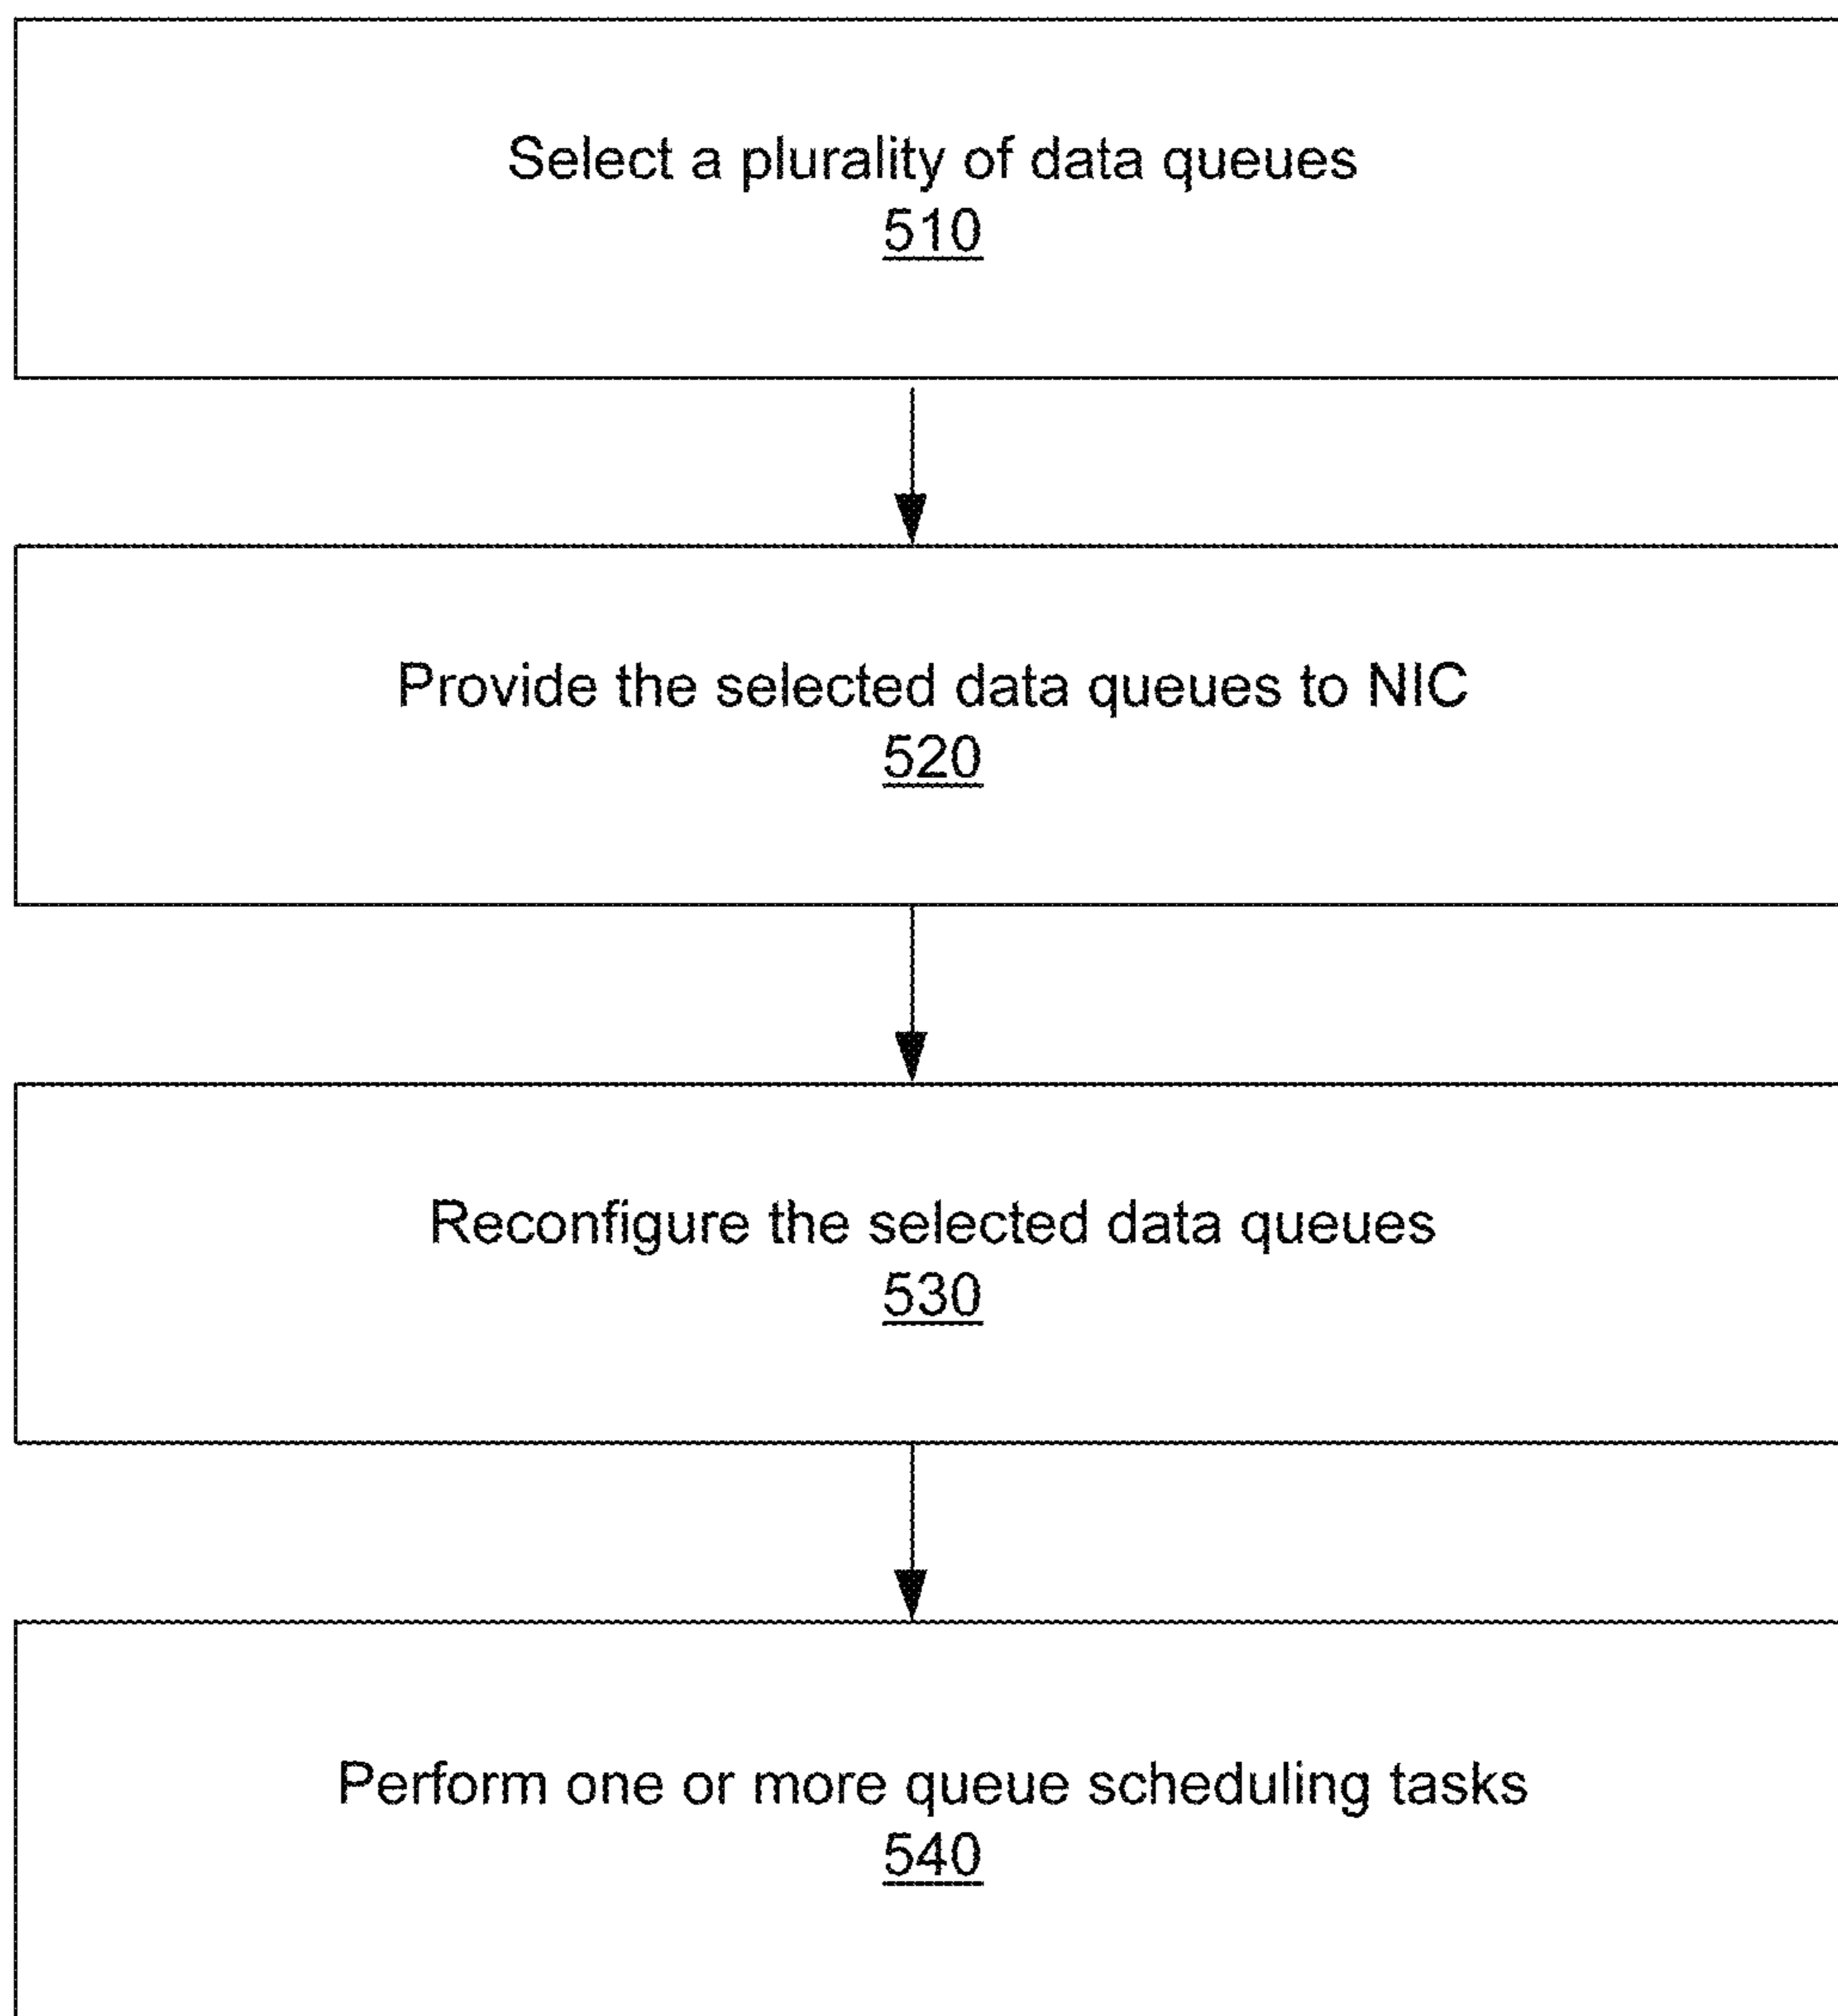 Select a plurality of data queues
510
Provide the selected data queues to NIC
520
Reconfigure the selected data queues
530
Perform one or more queue scheduling tasks
540